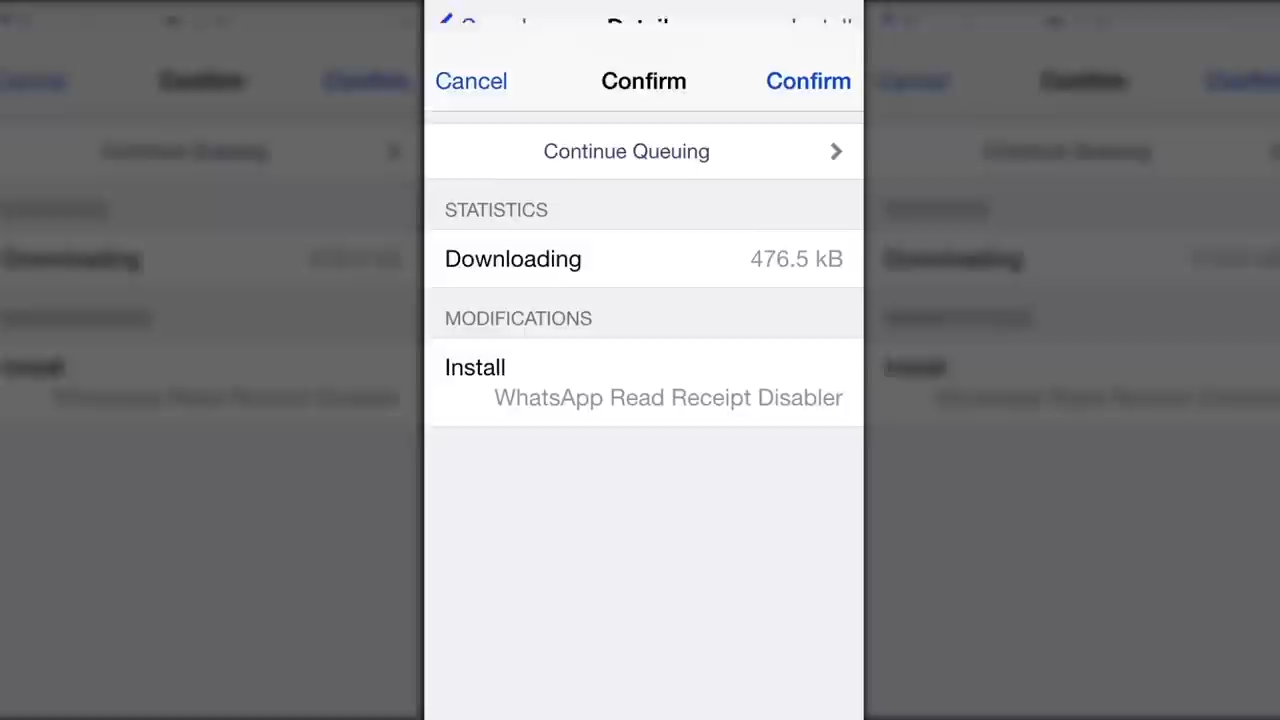 Cancel Confirm Confirm
Continue Queuing
STATISTICS
Downloading 476.5 kB
MODIFICATIONS
Install
WhatsApp Read Receipt Disabler